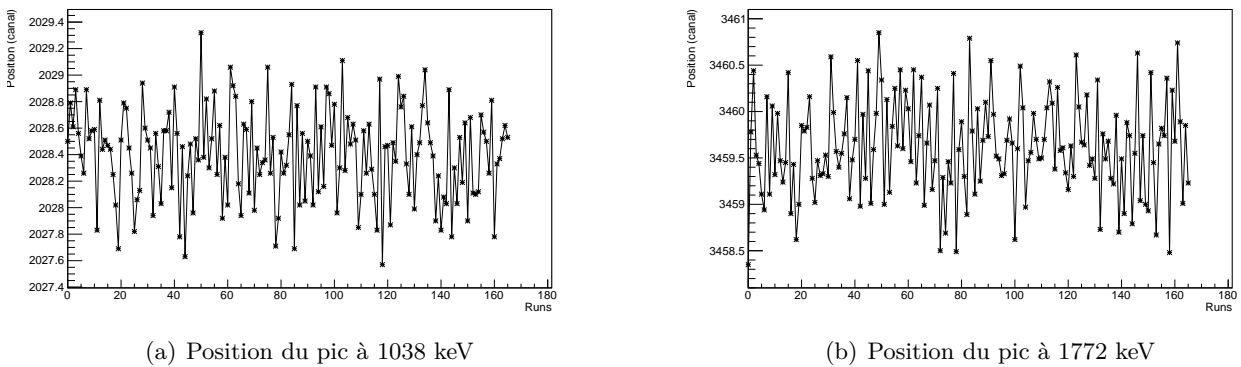 Position (canal)
2029.4
2029.2
2029
2028.8
2028.6
2028.4
2028.2
2028
2027.8
2027.6
2027.4
0 20 40 60 80 100 120 140 160 180
Runs
(a) Position du pic à 1038 keV
Position (canal)
3461
3460.5
3460
3459.5
3459
3458.5
0 20 40 60 80 100 120 140 160 180
Runs
(b) Position du pic à 1772 keV